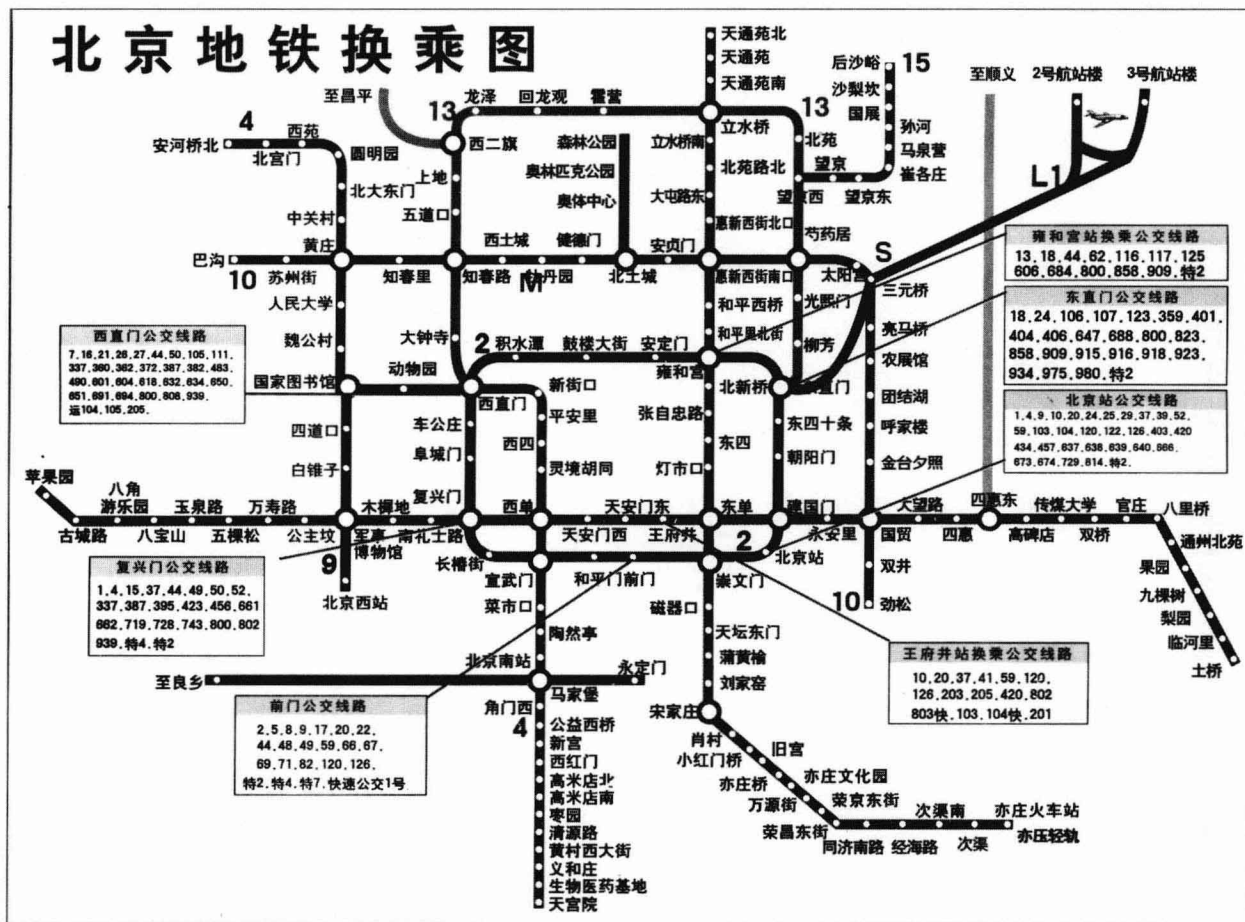 北京地铁换乘图
天通苑北
天通苑
天通苑南
后沙峪
15
沙梨坎
国展
孙河
马泉营
崔各庄
至顺义
2号航站楼
3号航站楼
至昌平
13
龙泽
回龙观
霍营
立水桥
13
西二旗
北苑
望京
望京西
望京东
4
西苑
安河桥北
北宫门
圆明园
北大东门
中关村
黄庄
上地
五道口
森林公园
奥林匹克公园
奥体中心
立水桥南
北苑路北
大屯路东
惠新西街北口
芍药居
L1
S
巴沟
10
苏州街
知春里
西土城
知春路
M
牡丹园
健德门
北土城
安贞门
惠新西街南口
太阳宫
三元桥
人民大学
魏公村
国家图书馆
大钟寺
动物园
西直门
2
积水潭
鼓楼大街
安定门
雍和宫
和平西桥
和平里北街
光熙门
柳芳
北新桥
东直门
亮马桥
农展馆
团结湖
呼家楼
金台夕照
雍和宫站换乘公交线路
13,18,44,62,116,117,125
606,684,800,858,909,特2
东直门公交线路
18,24,106,107,123,359,401,
404,406,647,688,800,823,
858,909,915,916,918,923,
934,975,980,特2
北京站公交线路
1,4,9,10,20,24,25,29,37,39,52,
59,103,104,120,122,126,403,420
434,457,637,638,639,640,666,
673,674,729,814,特2.
西直门公交线路
7,16,21,26,27,44,50,105,111,
337,360,362,372,387,382,483,
490,601,604,618,632,634,650,
651,691,694,800,808,939,
运104,105,205.
四道口
白锥子
车公庄
阜城门
复兴门
新街口
平安里
西四
灵境胡同
西单
张自忠路
东四
灯市口
东单
东四十条
朝阳门
建国门
苹果园
古城路
八角
游乐园
八宝山
玉泉路
五棵松
万寿路
公主坟
军事
博物馆
木樨地
南礼士路
天安门西
天安门东
王府井
永安里
国贸
大望路
四惠
四惠东
高碑店
传煤大学
双桥
官庄
八里桥
通州北苑
果园
九棵树
梨园
临河里
土桥
9
北京西站
长椿街
宣武门
和平门前门
崇文门
2
北京站
双井
10
劲松
复兴门公交线路
1,4,15,37,44,49,50,52,
337,387,395,423,456,661
662,719,728,743,800,802
939,特4,特2
菜市口
陶然亭
北京南站
马家堡
永定门
至良乡
磁器口
天坛东门
蒲黄榆
刘家窑
宋家庄
王府井站换乘公交线路
10,20,37,41,59,120,
126,203,205,420,802
803快,103,104快,201
前门公交线路
2,5,8,9,17,20,22,
44,48,49,59,66,67,
69,71,82,120,126,
特2,特4,特7,快速公交1号
角门西
4
公益西桥
新宫
西红门
高米店北
高米店南
枣园
清源路
黄村西大街
义和庄
生物医药基地
天宫院
肖村
小红门桥
旧宫
亦庄桥
亦庄文化园
万源街
荣京东街
荣昌东街
同济南路
经海路
次渠南
次渠
亦庄火车站
亦压轻轨